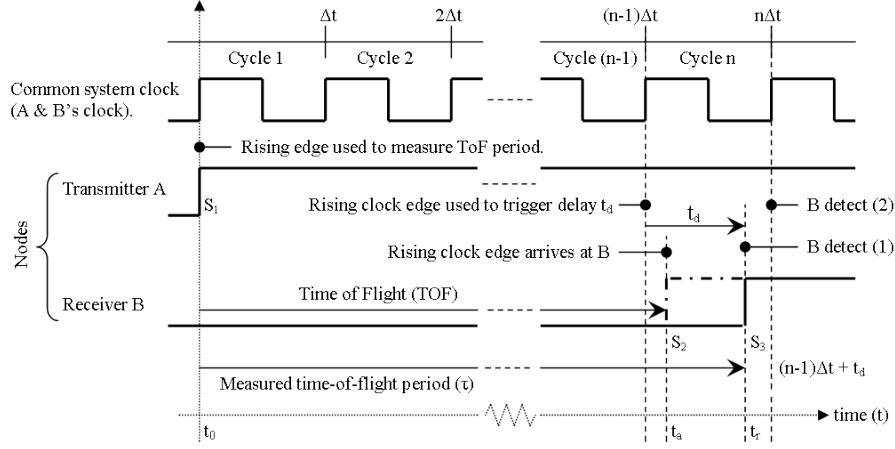 Δt 2Δt (n-1)Δt nΔt
Cycle 1 Cycle 2 Cycle (n-1) Cycle n
Common system clock
(A & B's clock).
Rising edge used to measure ToF period.
Nodes
Transmitter A
S1
Rising clock edge used to trigger delay td
td
B detect (2)
Rising clock edge arrives at B
B detect (1)
Receiver B
Time of Flight (TOF)
S2 S3
Measured time-of-flight period (τ)
(n-1)Δt + td
time (t)
t0 ta tr